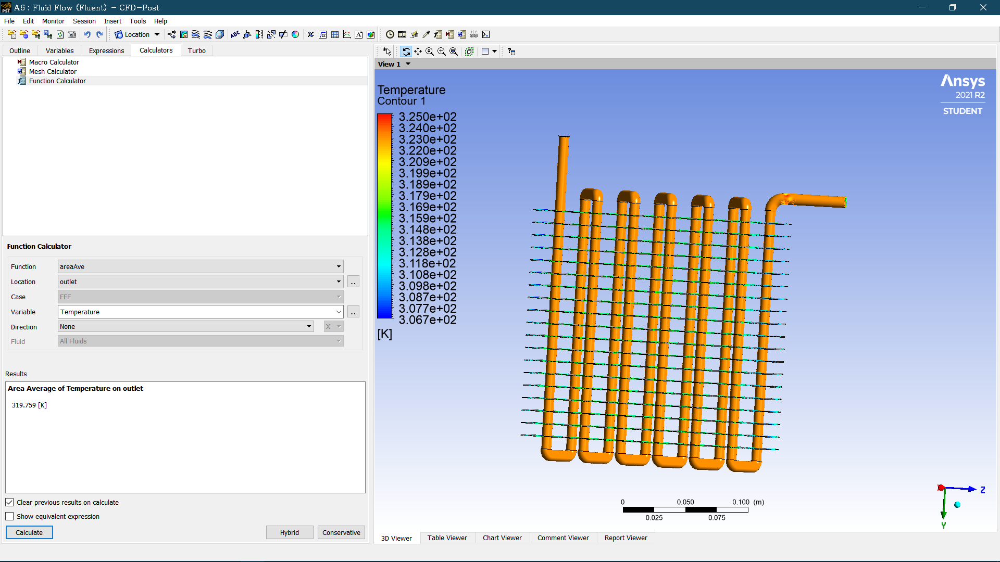 A6 : Fluid Flow (Fluent) - CFD-Post
File Edit Monitor Session Insert Tools Help
Location
Outline Variables Expressions Calculators Turbo
Macro Calculator
Mesh Calculator
Function Calculator
Function Calculator
Function areaAve
Location outlet ...
Case FFF
Variable Temperature ...
Direction None X
Fluid All Fluids
Results
Area Average of Temperature on outlet
319.759 [K]
Clear previous results on calculate
Show equivalent expression
Calculate Hybrid Conservative
View 1
Temperature
Contour 1
3.250e+02
3.240e+02
3.230e+02
3.220e+02
3.209e+02
3.199e+02
3.189e+02
3.179e+02
3.169e+02
3.159e+02
3.148e+02
3.138e+02
3.128e+02
3.118e+02
3.108e+02
3.098e+02
3.087e+02
3.077e+02
3.067e+02
[K]
Ansys
2021 R2
STUDENT
0 0.050 0.100 (m)
0.025 0.075
Z
Y
3D Viewer Table Viewer Chart Viewer Comment Viewer Report Viewer